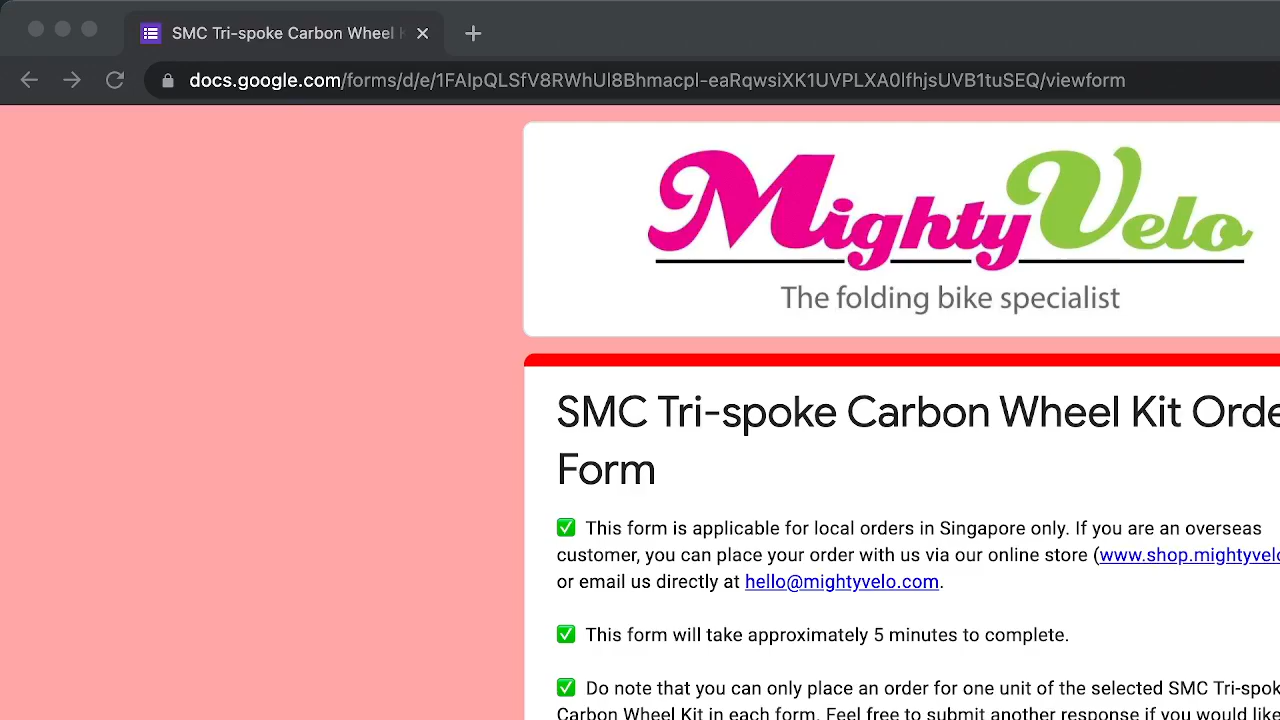 SMC Tri-spoke Carbon Wheel
docs.google.com/forms/d/e/1FAIpQLSfV8RWhUl8Bhmacpl-eaRqwsiXK1UVPLXA0lfhjsUVB1tuSEQ/viewform
MightyVelo
The folding bike specialist
SMC Tri-spoke Carbon Wheel Kit Orde
Form
✅ This form is applicable for local orders in Singapore only. If you are an overseas
customer, you can place your order with us via our online store (www.shop.mightyvelo
or email us directly at hello@mightyvelo.com.
✅ This form will take approximately 5 minutes to complete.
✅ Do note that you can only place an order for one unit of the selected SMC Tri-spok
Carbon Wheel Kit in each form. Feel free to submit another response if you would like